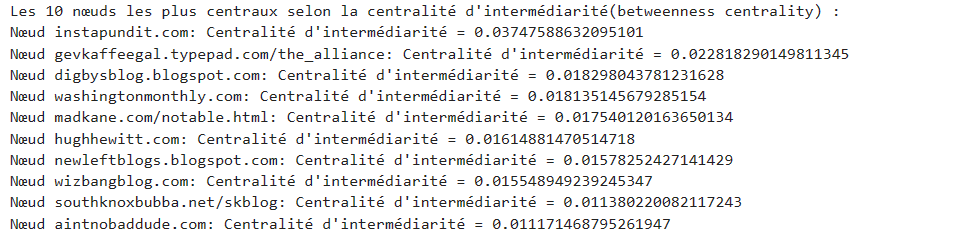 Les 10 nœuds les plus centraux selon la centralité d'intermédiarité(betweenness centrality) :
Nœud instapundit.com: Centralité d'intermédiarité = 0.03747588632095101
Nœud gevkaffeegal.typepad.com/the_alliance: Centralité d'intermédiarité = 0.022818290149811345
Nœud digbysblog.blogspot.com: Centralité d'intermédiarité = 0.018298043781231628
Nœud washingtonmonthly.com: Centralité d'intermédiarité = 0.018135145679285154
Nœud madkane.com/notable.html: Centralité d'intermédiarité = 0.017540120163650134
Nœud hughhewitt.com: Centralité d'intermédiarité = 0.01614881470514718
Nœud newleftblogs.blogspot.com: Centralité d'intermédiarité = 0.01578252427141429
Nœud wizbangblog.com: Centralité d'intermédiarité = 0.015548949239245347
Nœud southknoxbubba.net/skblog: Centralité d'intermédiarité = 0.011380220082117243
Nœud aintnobaddude.com: Centralité d'intermédiarité = 0.011171468795261947